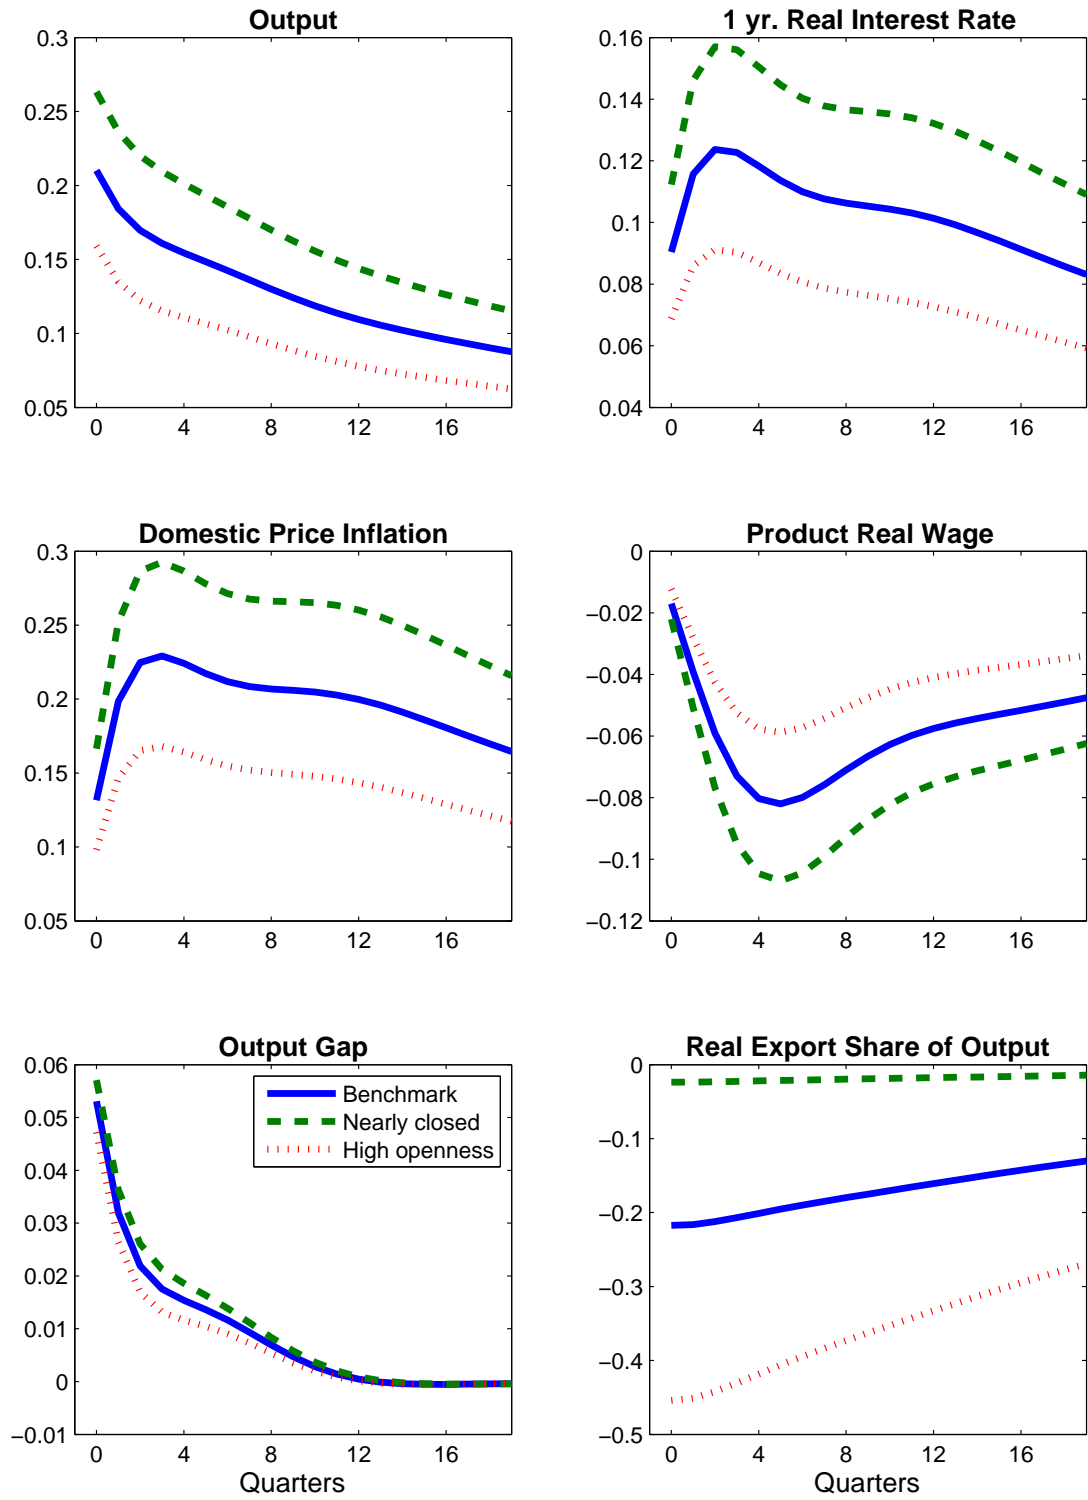 Output
0.3
0.25
0.2
0.15
0.1
0.05
0 4 8 12 16
1 yr. Real Interest Rate
0.16
0.14
0.12
0.1
0.08
0.06
0.04
0 4 8 12 16
Domestic Price Inflation
0.3
0.25
0.2
0.15
0.1
0.05
0 4 8 12 16
Product Real Wage
0
−0.02
−0.04
−0.06
−0.08
−0.1
−0.12
0 4 8 12 16
Output Gap
0.06
0.05
0.04
0.03
0.02
0.01
0
−0.01
Benchmark
Nearly closed
High openness
0 4 8 12 16
Quarters
Real Export Share of Output
0
−0.1
−0.2
−0.3
−0.4
−0.5
0 4 8 12 16
Quarters